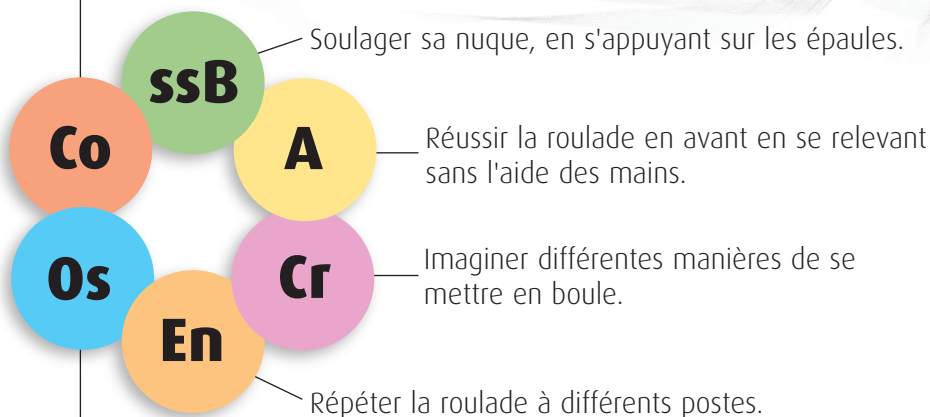 ssB
Soulager sa nuque, en s'appuyant sur les épaules.
Co
A
Réussir la roulade en avant en se relevant
sans l'aide des mains.
Os
Cr
Imaginer différentes manières de se
mettre en boule.
En
Répéter la roulade à différents postes.